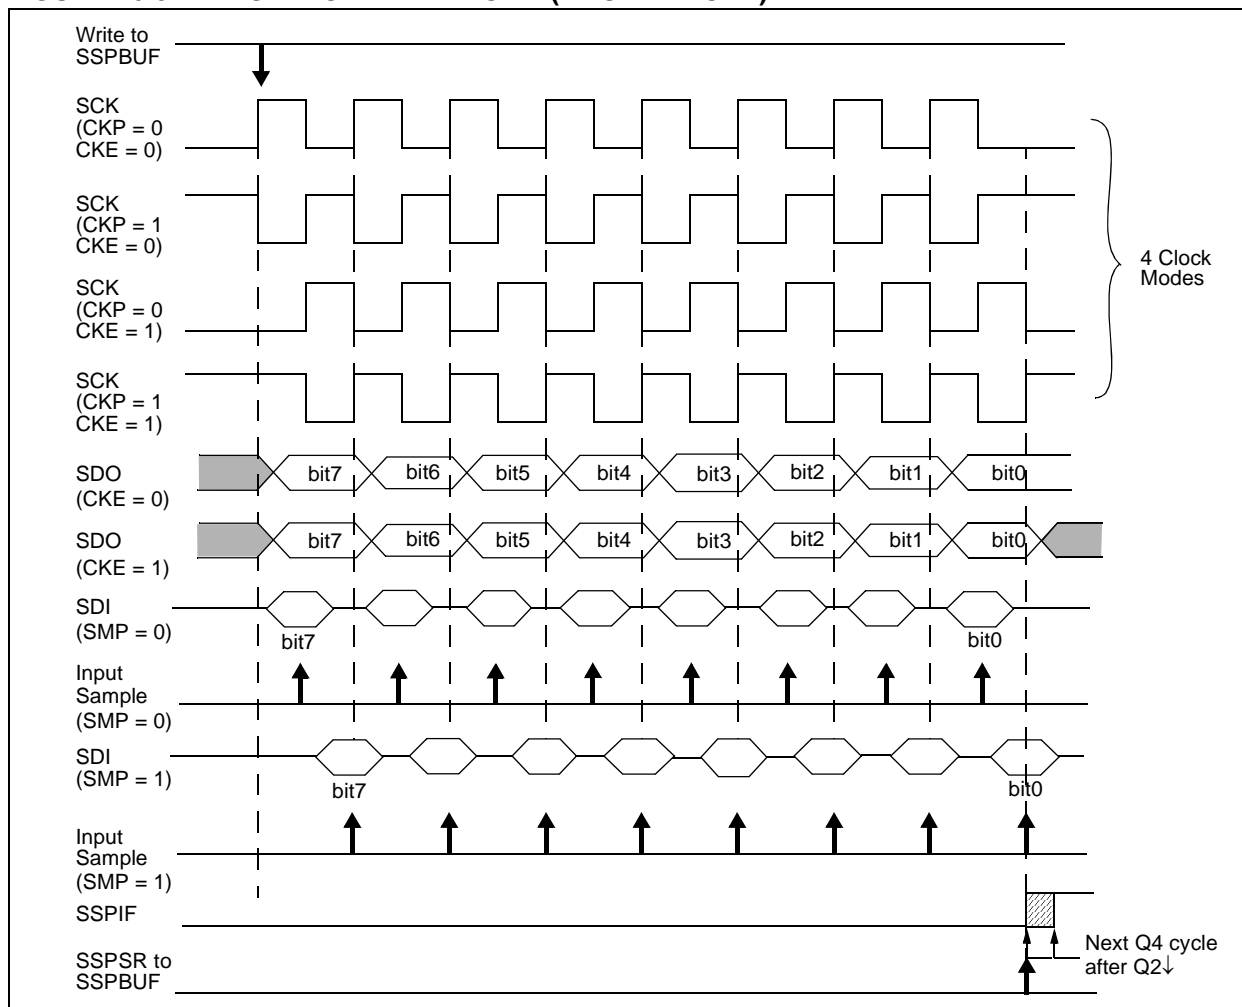 Write to
SSPBUF
SCK
(CKP = 0
CKE = 0)
SCK
(CKP = 1
CKE = 0)
SCK
(CKP = 0
CKE = 1)
SCK
(CKP = 1
CKE = 1)
4 Clock
Modes
SDO
(CKE = 0)
bit7 bit6 bit5 bit4 bit3 bit2 bit1 bit0
SDO
(CKE = 1)
bit7 bit6 bit5 bit4 bit3 bit2 bit1 bit0
SDI
(SMP = 0)
bit7 bit0
Input
Sample
(SMP = 0)
SDI
(SMP = 1)
bit7 bit0
Input
Sample
(SMP = 1)
SSPIF
Next Q4 cycle
after Q2↓
SSPSR to
SSPBUF